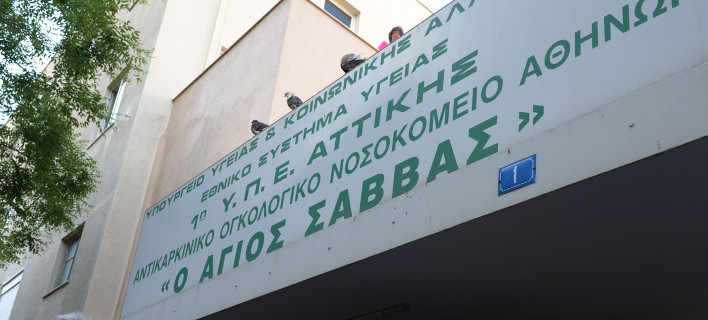 ΥΠΟΥΡΓΕΙΟ ΥΓΕΙΑΣ & ΚΟΙΝΩΝΙΚΗΣ
ΕΘΝΙΚΟ ΣΥΣΤΗΜΑ ΥΓΕΙΑΣ
1η Υ.Π.Ε. ΑΤΤΙΚΗΣ
ΑΝΤΙΚΑΡΚΙΝΙΚΟ ΟΓΚΟΛΟΓΙΚΟ ΝΟΣΟΚΟΜΕΙΟ ΑΘΗΝΩΝ
“Ο ΑΓΙΟΣ ΣΑΒΒΑΣ”
1